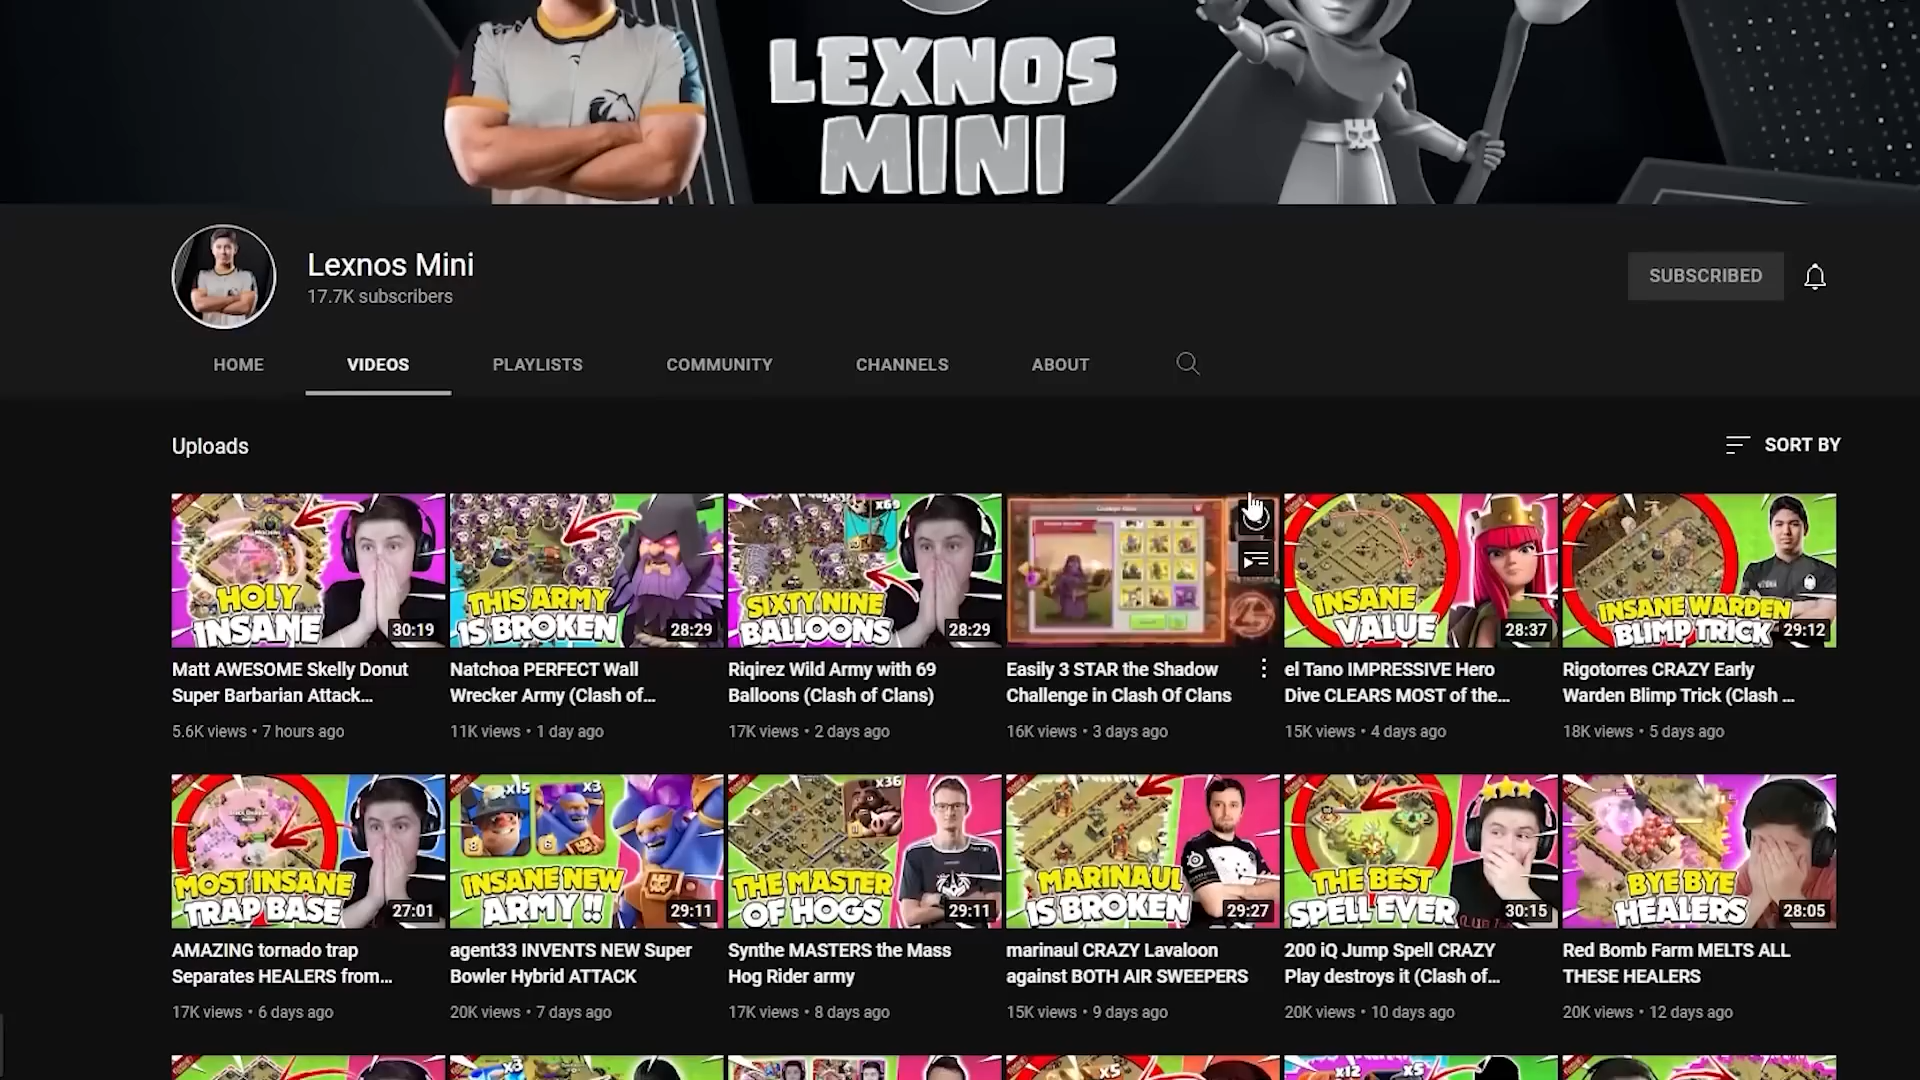 LEXNOS
MINI
Lexnos Mini
17.7K subscribers
SUBSCRIBED
HOME
VIDEOS
PLAYLISTS
COMMUNITY
CHANNELS
ABOUT
Uploads
SORT BY
HOLY
INSANE
30:19
THIS ARMY
IS BROKEN
28:29
x69
SIXTY NINE
BALLOONS
28:29
INSANE
VALUE
28:37
INSANE WARDEN
BLIMP TRICK
29:12
Matt AWESOME Skelly Donut
Super Barbarian Attack...
5.6K views • 7 hours ago
Natchoa PERFECT Wall
Wrecker Army (Clash of...
11K views • 1 day ago
Riqirez Wild Army with 69
Balloons (Clash of Clans)
17K views • 2 days ago
Easily 3 STAR the Shadow
Challenge in Clash Of Clans
16K views • 3 days ago
el Tano IMPRESSIVE Hero
Dive CLEARS MOST of the...
15K views • 4 days ago
Rigotorres CRAZY Early
Warden Blimp Trick (Clash ...
18K views • 5 days ago
MOST INSANE
TRAP BASE
27:01
x15
x3
INSANE NEW
ARMY !!
29:11
x36
THE MASTER
OF HOGS
29:11
MARINAUL
IS BROKEN
29:27
THE BEST
SPELL EVER
30:15
BYE BYE
HEALERS
28:05
AMAZING tornado trap
Separates HEALERS from...
17K views • 6 days ago
agent33 INVENTS NEW Super
Bowler Hybrid ATTACK
20K views • 7 days ago
Synthe MASTERS the Mass
Hog Rider army
17K views • 8 days ago
marinaul CRAZY Lavaloon
against BOTH AIR SWEEPERS
15K views • 9 days ago
200 iQ Jump Spell CRAZY
Play destroys it (Clash of...
20K views • 10 days ago
Red Bomb Farm MELTS ALL
THESE HEALERS
20K views • 12 days ago
x3
x5
x12
x5